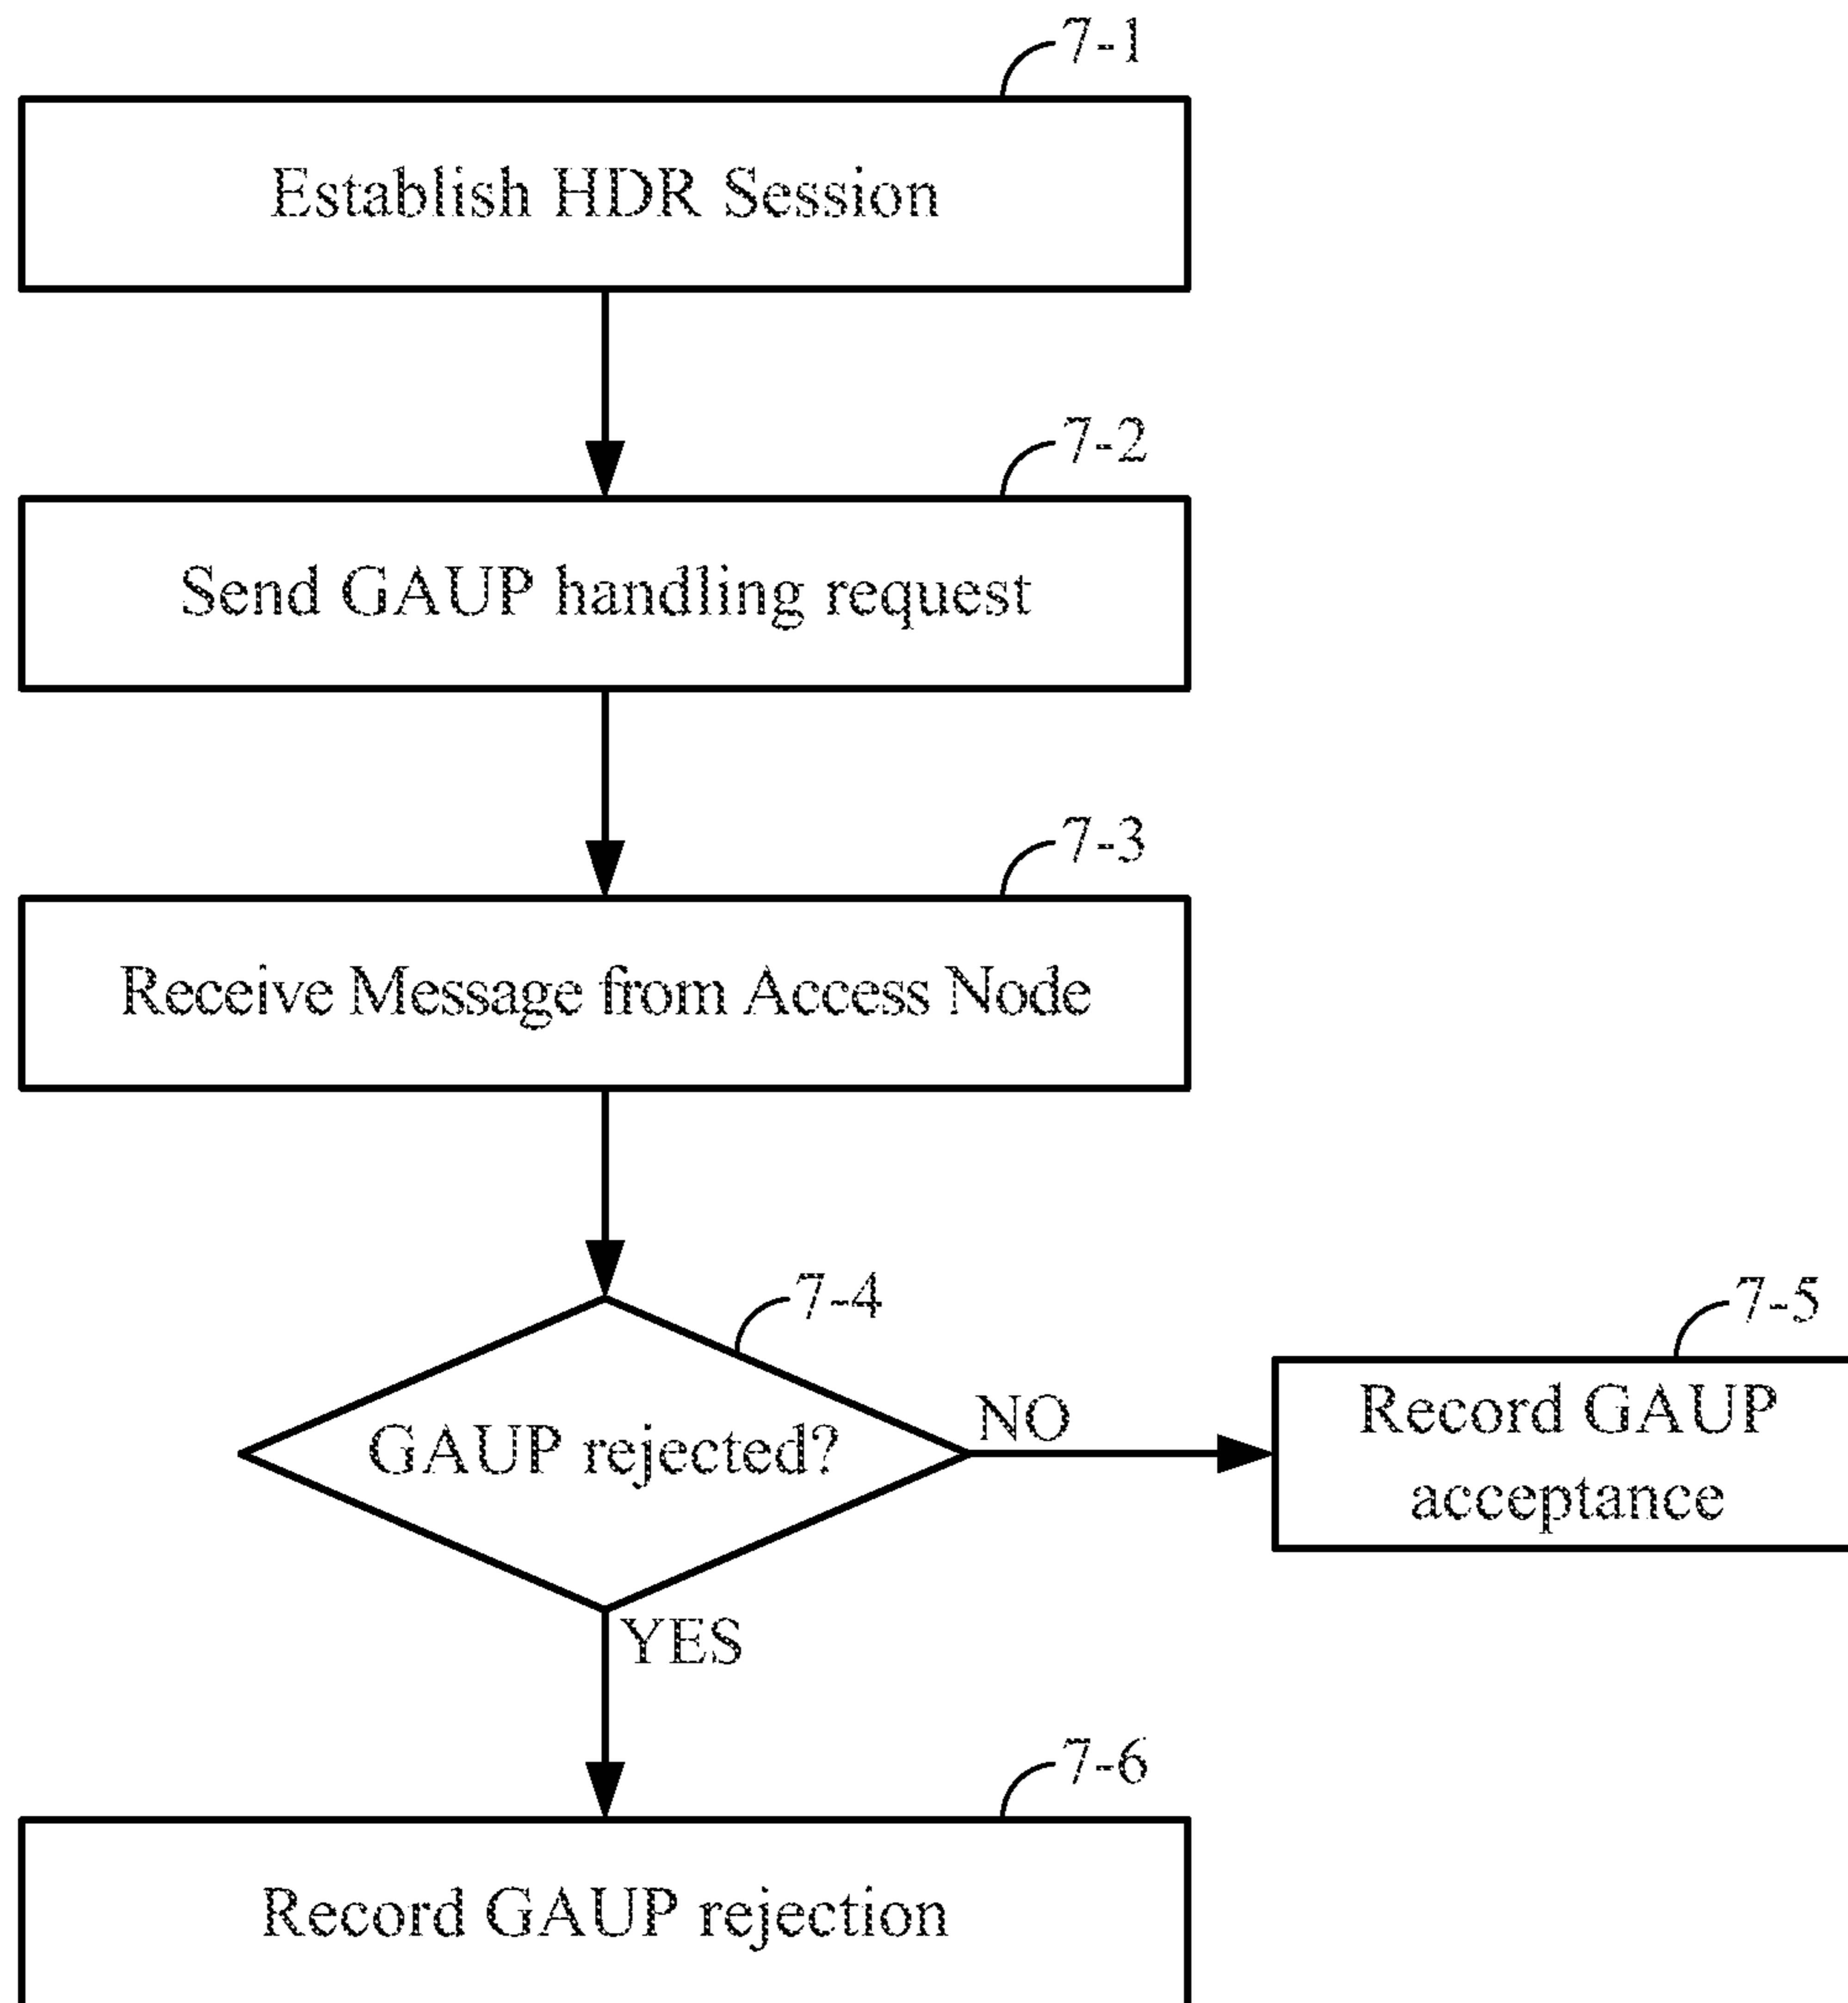 7-1
Establish HDR Session
7-2
Send GAUP handling request
7-3
Receive Message from Access Node
7-4
GAUP rejected?
NO
7-5
Record GAUP
acceptance
YES
7-6
Record GAUP rejection